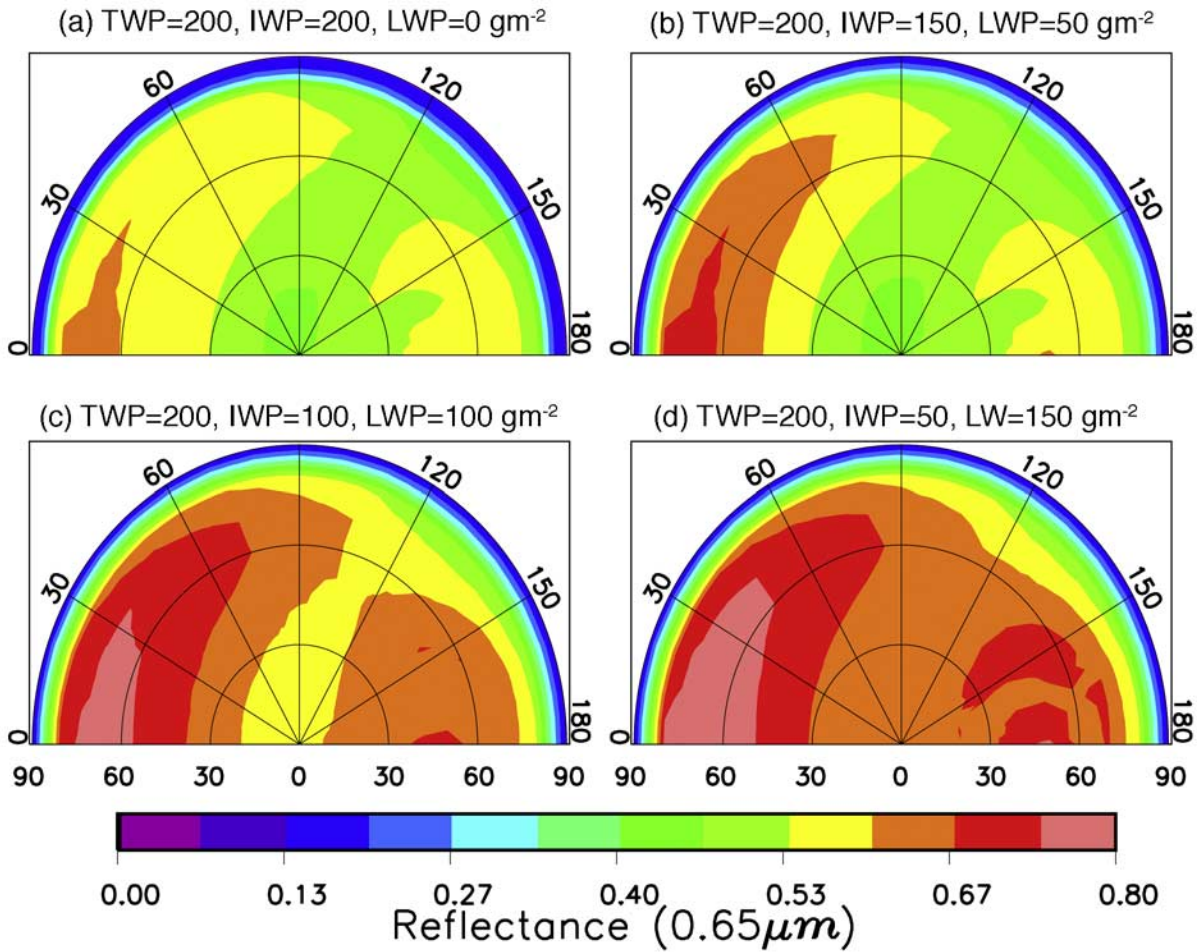 (a) TWP=200, IWP=200, LWP=0 gm⁻²
(b) TWP=200, IWP=150, LWP=50 gm⁻²
0 30 60 120 150 180
0 30 60 120 150 180
(c) TWP=200, IWP=100, LWP=100 gm⁻²
(d) TWP=200, IWP=50, LW=150 gm⁻²
0 30 60 120 150 180
0 30 60 120 150 180
90 60 30 0 30 60 90
90 60 30 0 30 60 90
0.00 0.13 0.27 0.40 0.53 0.67 0.80
Reflectance (0.65μm)